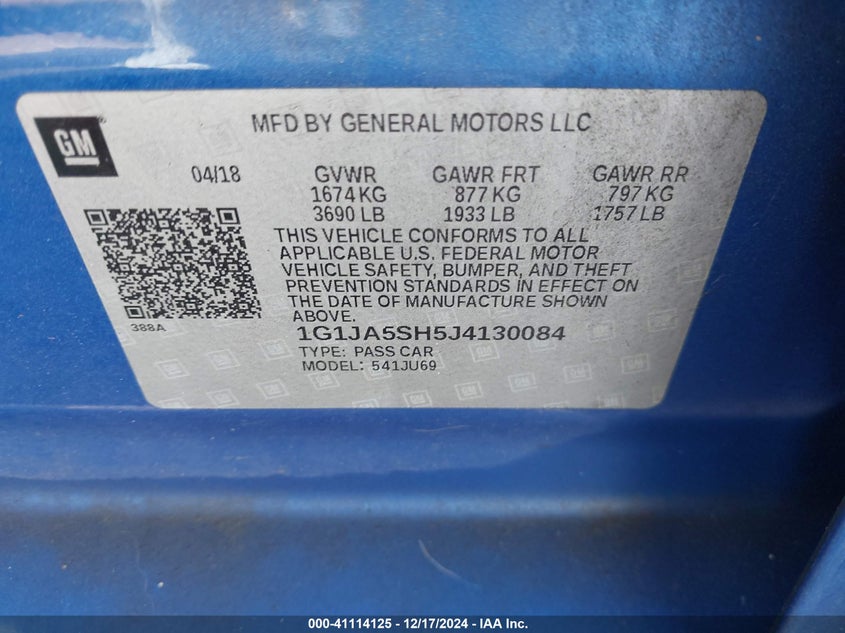 GM
MFD BY GENERAL MOTORS LLC
04/18 GVWR GAWR FRT GAWR RR
1674 KG 877 KG 797 KG
3690 LB 1933 LB 1757 LB
THIS VEHICLE CONFORMS TO ALL
APPLICABLE U.S. FEDERAL MOTOR
VEHICLE SAFETY, BUMPER, AND THEFT
PREVENTION STANDARDS IN EFFECT ON
THE DATE OF MANUFACTURE SHOWN
ABOVE.
388A
1G1JA5SH5J4130084
TYPE: PASS CAR
MODEL: 541JU69
000-41114125 - 12/17/2024 - IAA Inc.